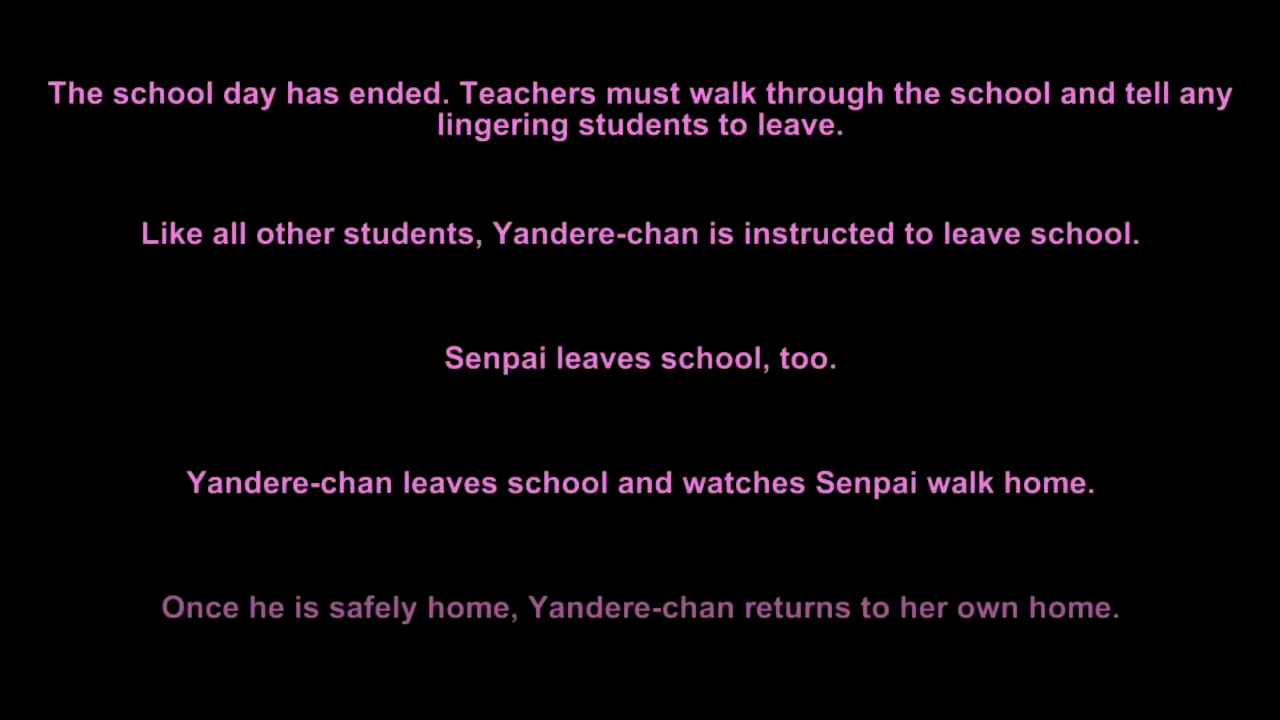 The school day has ended. Teachers must walk through the school and tell any
lingering students to leave.
Like all other students, Yandere-chan is instructed to leave school.
Senpai leaves school, too.
Yandere-chan leaves school and watches Senpai walk home.
Once he is safely home, Yandere-chan returns to her own home.